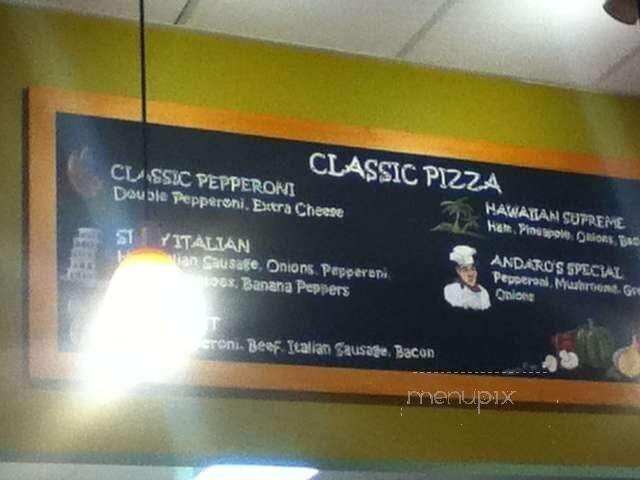 CLASSIC PIZZA
CLASSIC PEPPERONI
Double Pepperoni, Extra Cheese
ITALIAN
Sausage, Onions, Pepperoni,
Banana Peppers
Beef, Italian Sausage, Bacon
HAWAIIAN SUPREME
Ham, Pineapple, Onions,
ANDARO'S SPECIAL
Pepperoni, Mushrooms,
Onions
menupix